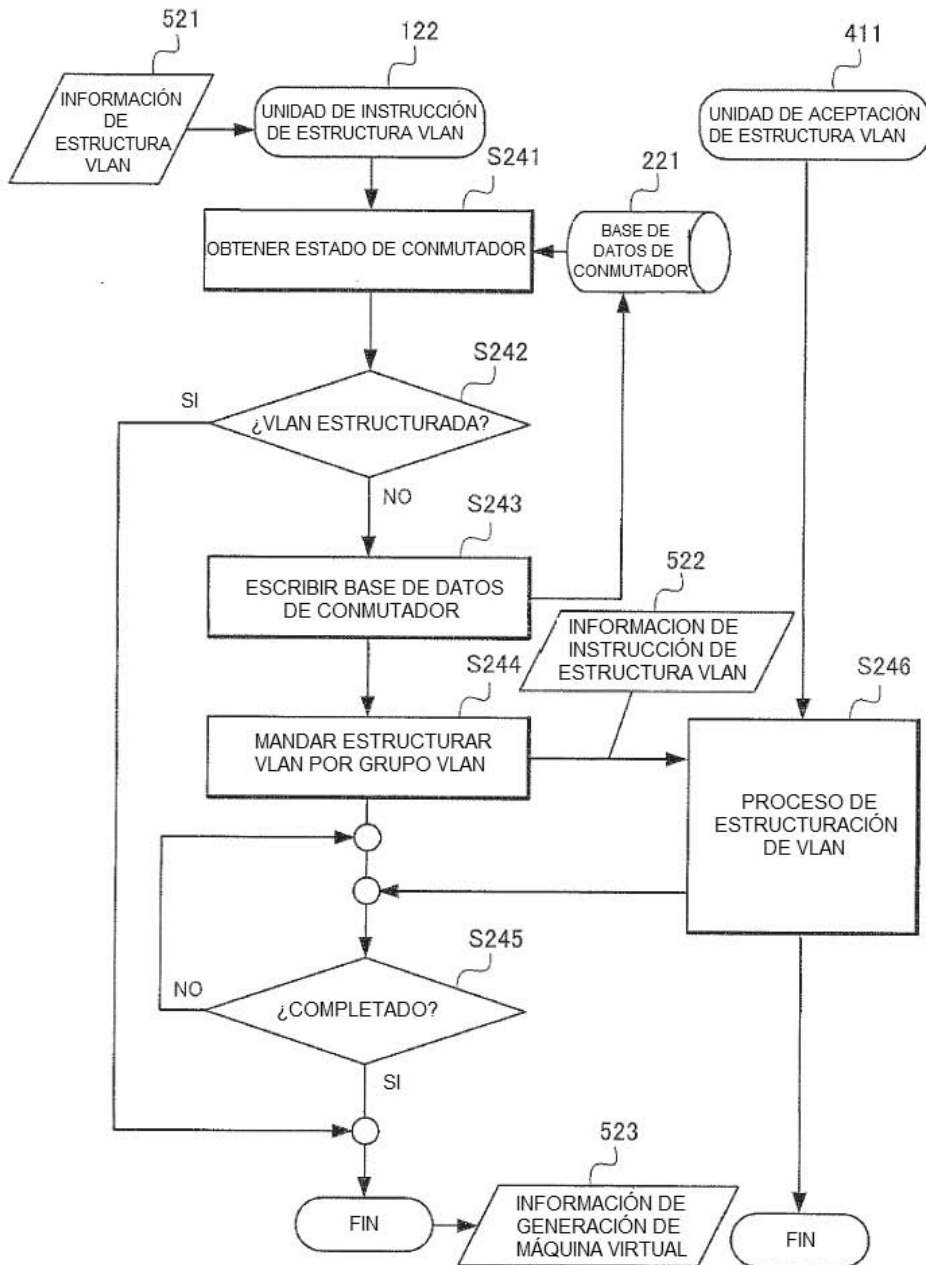 521
122
411
INFORMACIÓN
DE
ESTRUCTURA
VLAN
UNIDAD DE INSTRUCCIÓN
DE ESTRUCTURA VLAN
UNIDAD DE ACEPTACIÓN
DE ESTRUCTURA VLAN
S241
221
OBTENER ESTADO DE CONMUTADOR
BASE DE
DATOS DE
CONMUTADOR
S242
SI
¿VLAN ESTRUCTURADA?
NO
S243
ESCRIBIR BASE DE DATOS
DE CONMUTADOR
522
INFORMACION DE
INSTRUCCIÓN DE
ESTRUCTURA VLAN
S244
S246
MANDAR ESTRUCTURAR
VLAN POR GRUPO VLAN
PROCESO DE
ESTRUCTURACIÓN
DE VLAN
S245
NO
¿COMPLETADO?
SI
523
FIN
INFORMACIÓN DE
GENERACIÓN DE
MÁQUINA VIRTUAL
FIN